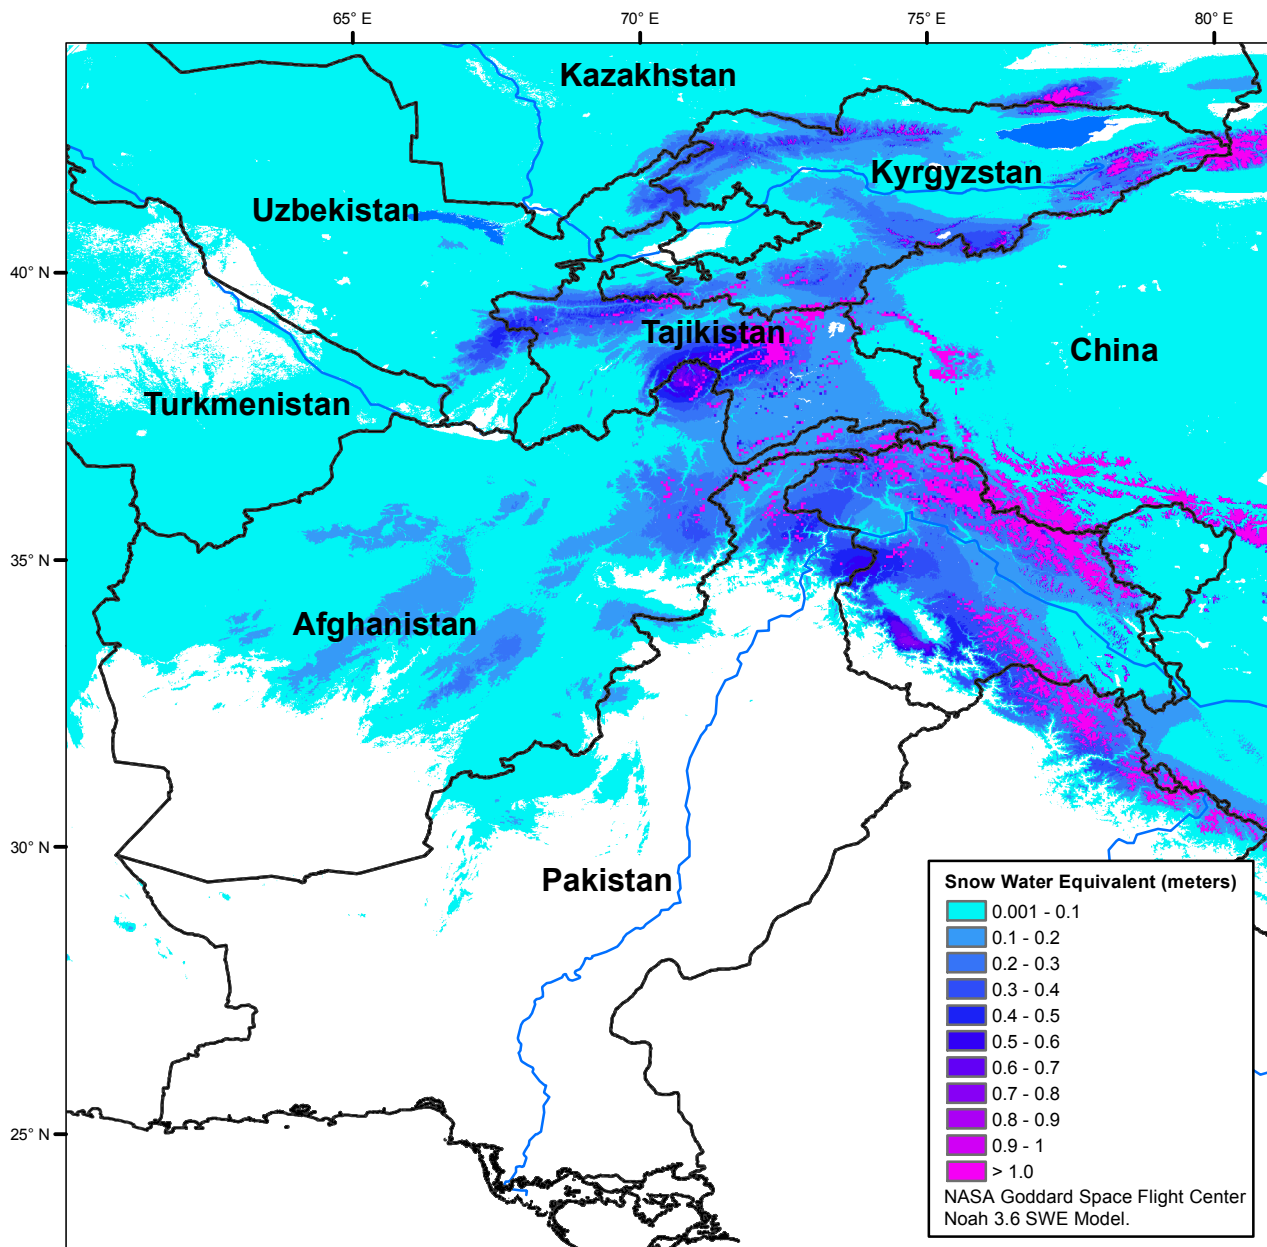 65° E
70° E
75° E
80° E
Kazakhstan
Kyrgyzstan
Uzbekistan
40° N
Tajikistan
China
Turkmenistan
35° N
Afghanistan
30° N
Pakistan
25° N
Snow Water Equivalent (meters)
0.001 - 0.1
0.1 - 0.2
0.2 - 0.3
0.3 - 0.4
0.4 - 0.5
0.5 - 0.6
0.6 - 0.7
0.7 - 0.8
0.8 - 0.9
0.9 - 1
> 1.0
NASA Goddard Space Flight Center
Noah 3.6 SWE Model.